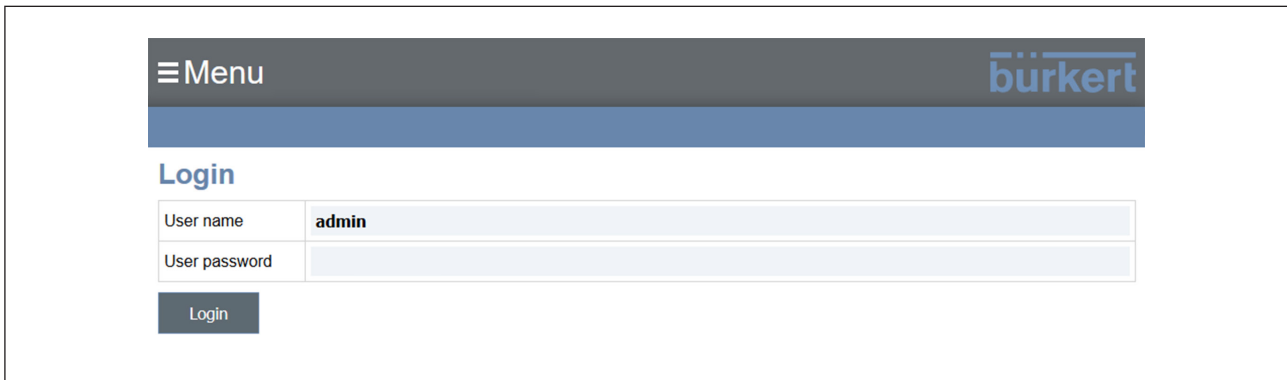 ≡Menu
bürkert
Login
User name admin
User password
Login